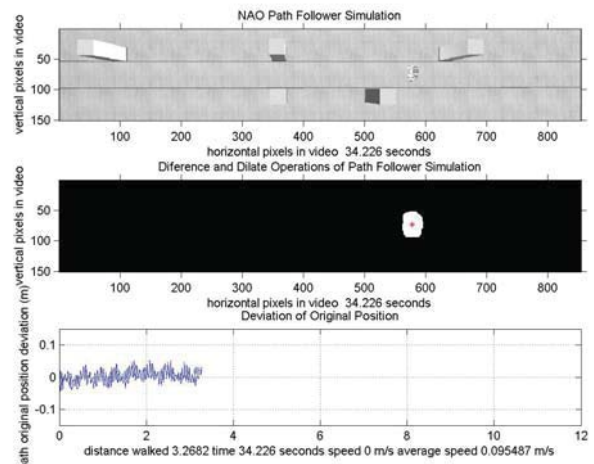 NAO Path Follower Simulation
vertical pixels in video
50
100
150
100 200 300 400 500 600 700 800
horizontal pixels in video 34.226 seconds
Diference and Dilate Operations of Path Follower Simulation
vertical pixels in video
50
100
150
100 200 300 400 500 600 700 800
horizontal pixels in video 34.226 seconds
Deviation of Original Position
ath original position deviation (m)
0.1
0
-0.1
0 2 4 6 8 10 12
distance walked 3.2682 time 34.226 seconds speed 0 m/s average speed 0.095487 m/s